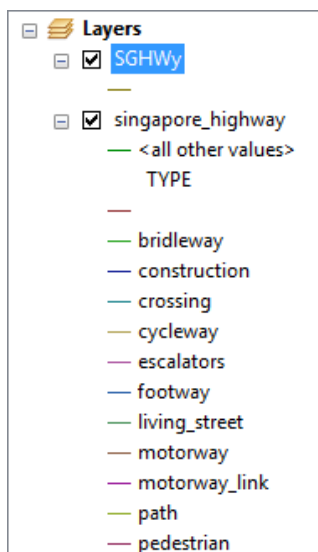 Layers
SGHWy
singapore_highway
<all other values>
TYPE
bridleway
construction
crossing
cycleway
escalators
footway
living_street
motorway
motorway_link
path
pedestrian